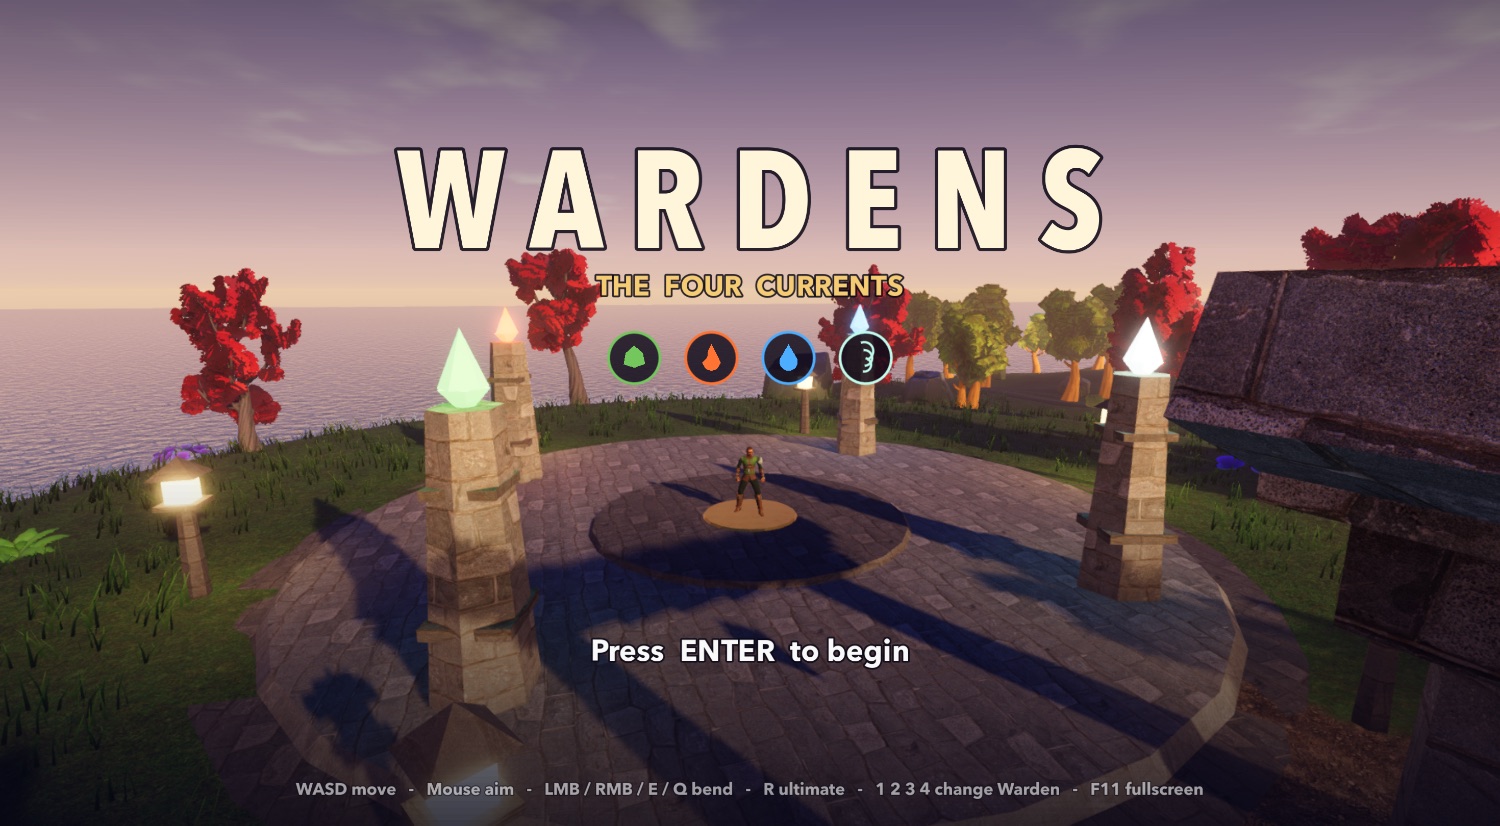 WARDENS
THE FOUR CURRENTS
Press ENTER to begin
WASD move - Mouse aim - LMB / RMB / E / Q bend - R ultimate - 1 2 3 4 change Warden - F11 fullscreen